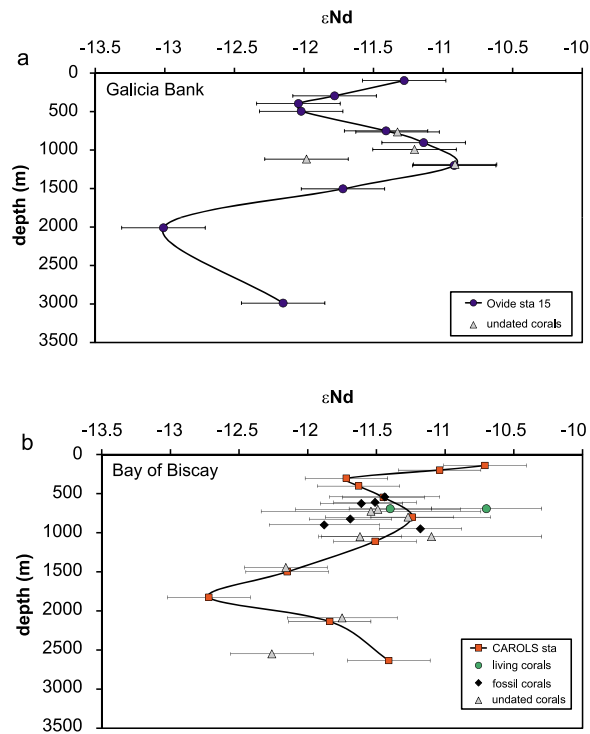 εNd
-13.5 -13 -12.5 -12 -11.5 -11 -10.5 -10
a
Galicia Bank
depth (m)
0
500
1000
1500
2000
2500
3000
3500
Ovide sta 15
undated corals
εNd
-13.5 -13 -12.5 -12 -11.5 -11 -10.5 -10
b
Bay of Biscay
depth (m)
0
500
1000
1500
2000
2500
3000
3500
CAROLS sta
living corals
fossil corals
undated corals